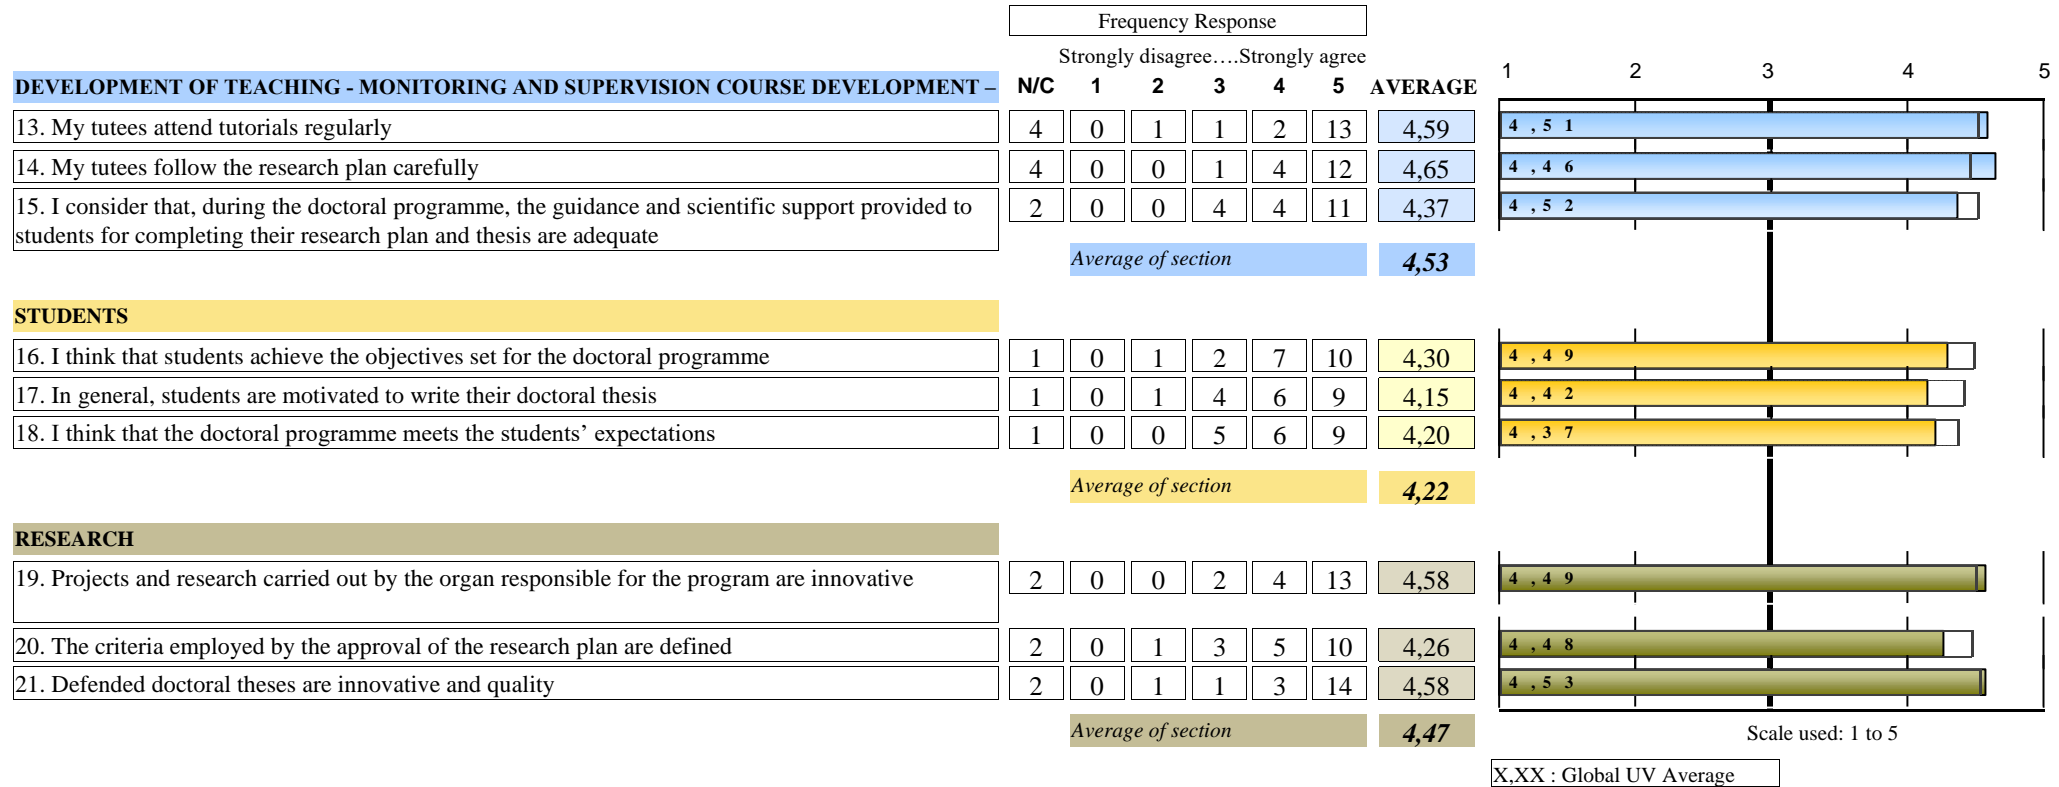 Frequency Response
Strongly disagree….Strongly agree
DEVELOPMENT OF TEACHING - MONITORING AND SUPERVISION COURSE DEVELOPMENT – N/C 1 2 3 4 5 AVERAGE 1 2 3 4 5
13. My tutees attend tutorials regularly 4 0 1 1 2 13 4,59 4,51
14. My tutees follow the research plan carefully 4 0 0 1 4 12 4,65 4,46
15. I consider that, during the doctoral programme, the guidance and scientific support provided to 2 0 0 4 4 11 4,37 4,52
students for completing their research plan and thesis are adequate
Average of section 4,53
STUDENTS
16. I think that students achieve the objectives set for the doctoral programme 1 0 1 2 7 10 4,30 4,49
17. In general, students are motivated to write their doctoral thesis 1 0 1 4 6 9 4,15 4,42
18. I think that the doctoral programme meets the students’ expectations 1 0 0 5 6 9 4,20 4,37
Average of section 4,22
RESEARCH
19. Projects and research carried out by the organ responsible for the program are innovative 2 0 0 2 4 13 4,58 4,49
20. The criteria employed by the approval of the research plan are defined 2 0 1 3 5 10 4,26 4,48
21. Defended doctoral theses are innovative and quality 2 0 1 1 3 14 4,58 4,53
Average of section 4,47
Scale used: 1 to 5
X,XX : Global UV Average